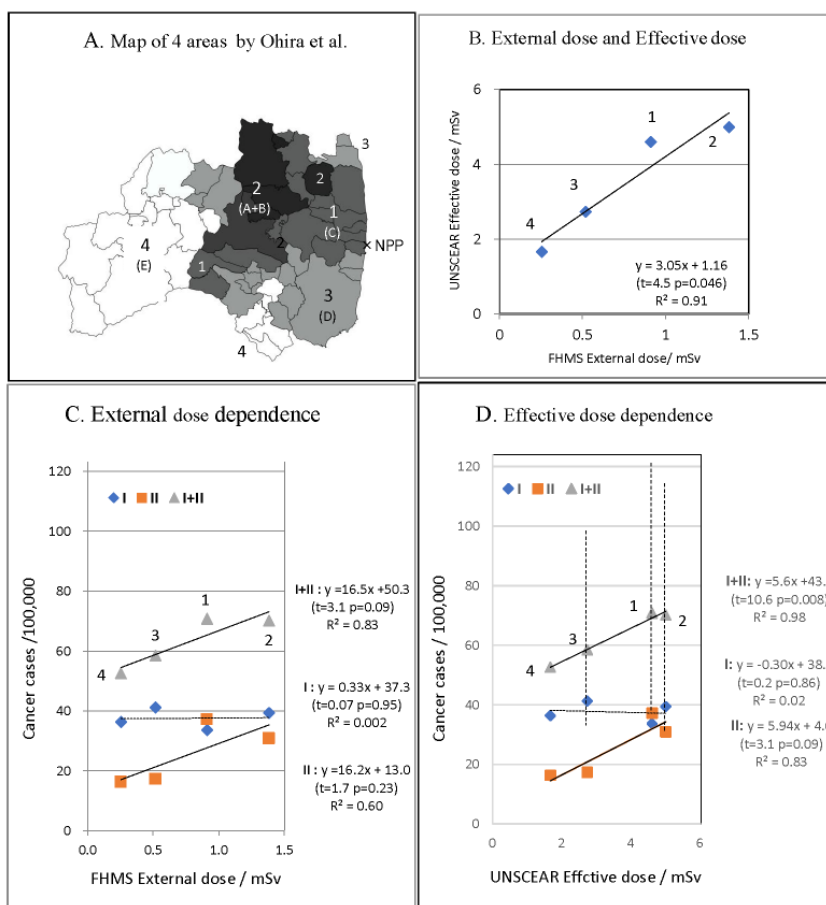 A. Map of 4 areas by Ohira et al.
3
2
2
(A+B)
1
(C)
× NPP
4
(E)
2
1
3
(D)
4
B. External dose and Effective dose
UNSCEAR Effective dose / mSv
6
4
2
0
1
2
3
4
y = 3.05x + 1.16
(t=4.5 p=0.046)
R² = 0.91
0
0.5
1
1.5
FHMS External dose/ mSv
C. External dose dependence
Cancer cases /100,000
120
100
80
60
40
20
0
I
II
I+II
1
3
2
4
I+II : y =16.5x +50.3
(t=3.1 p=0.09)
R² = 0.83
I : y = 0.33x + 37.3
(t=0.07 p=0.95)
R² = 0.002
II : y =16.2x + 13.0
(t=1.7 p=0.23)
R² = 0.60
0.0
0.5
1.0
1.5
FHMS External dose / mSv
D. Effective dose dependence
Cancer cases/100,000
120
100
80
60
40
20
0
I
II
I+II
1
2
3
4
I+II: y =5.6x +43.
(t=10.6 p=0.008)
R² = 0.98
I: y = -0.30x + 38.
(t=0.2 p=0.86)
R² = 0.02
II: y = 5.94x + 4.
(t=3.1 p=0.09)
R² = 0.83
0
2
4
6
UNSCEAR Effctive dose / mSv